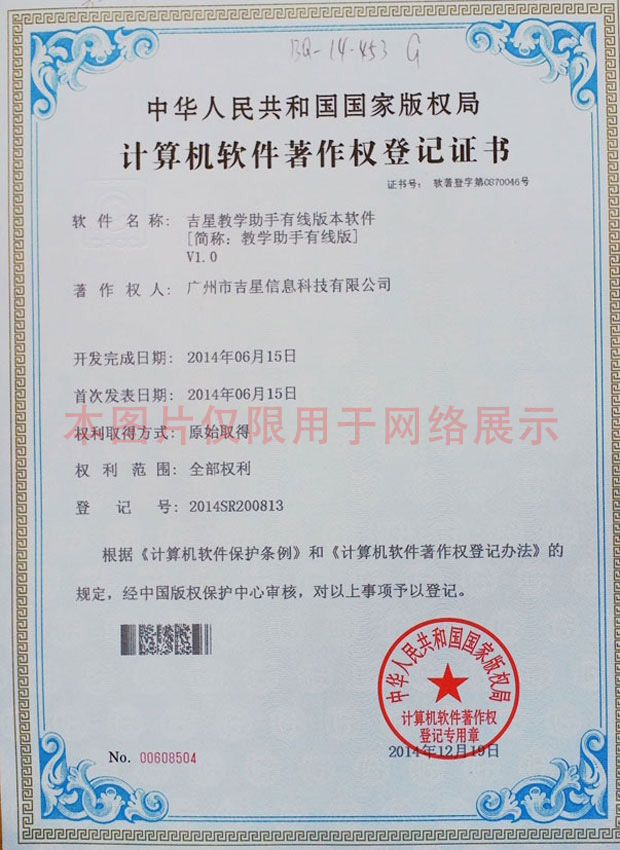 BQ-14-453 G
中华人民共和国国家版权局
计算机软件著作权登记证书
证书号: 软著登字第0870046号
软件名称: 吉星教学助手有线版本软件
[简称: 教学助手有线版]
V1.0
著作权人: 广州市吉星信息科技有限公司
开发完成日期: 2014年06月15日
首次发表日期: 2014年06月15日
本图片仅限用于网络展示
权利取得方式: 原始取得
权利范围: 全部权利
登记号: 2014SR200813
根据《计算机软件保护条例》和《计算机软件著作权登记办法》的
规定，经中国版权保护中心审核，对以上事项予以登记。
中华人民共和国国家版权局
计算机软件著作权
登记专用章
2014年12月19日
No. 00608504